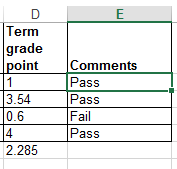 D E
Term
grade
point Comments
1 Pass
3.54 Pass
0.6 Fail
4 Pass
2.285